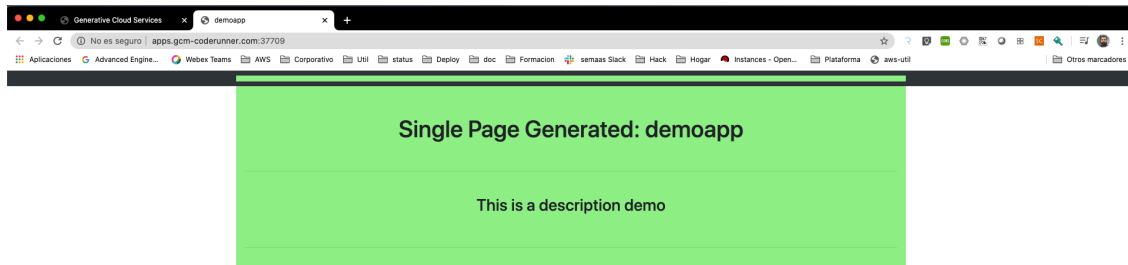 Generative Cloud Services
demoapp
No es seguro | apps.gcm-coderunner.com:37709
Aplicaciones Advanced Engine... Webex Teams AWS Corporativo Util status Deploy doc Formacion semaas Slack Hack Hogar Instances - Open... Plataforma aws-util Otros marcadores
Single Page Generated: demoapp
This is a description demo